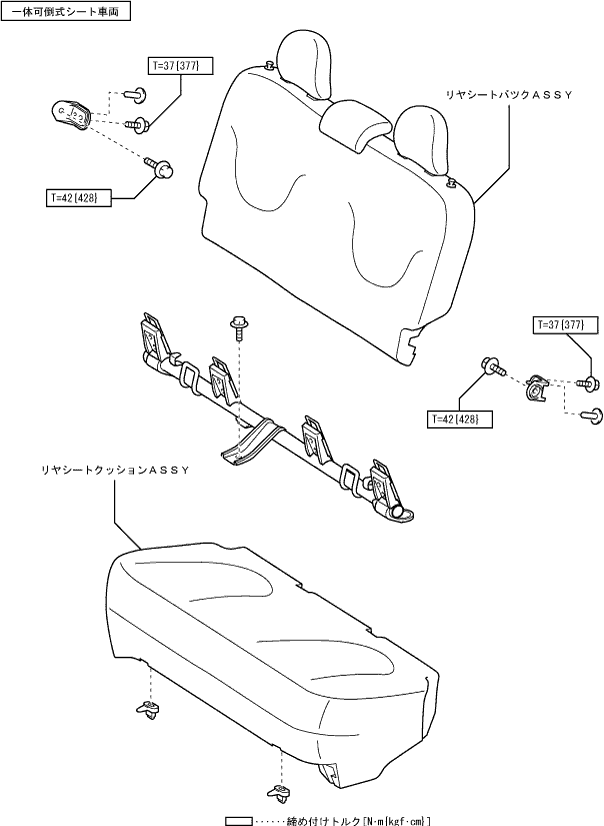 一体可倒式シート車両
T=37{377}
リヤシートバックＡＳＳＹ
T=42{428}
T=37{377}
T=42{428}
リヤシートクッションＡＳＳＹ
······締め付けトルク[N·m{kgf·cm}]